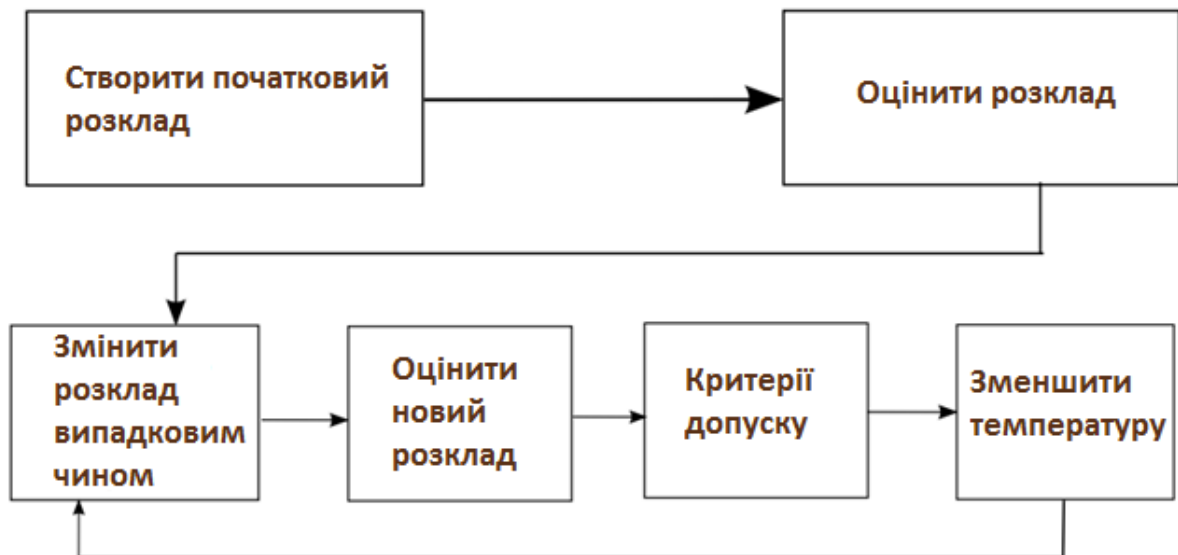 Створити початковий
розклад
Оцінити розклад
Змінити
розклад
випадковим
чином
Оцінити
новий
розклад
Критерії
допуску
Зменшити
температуру